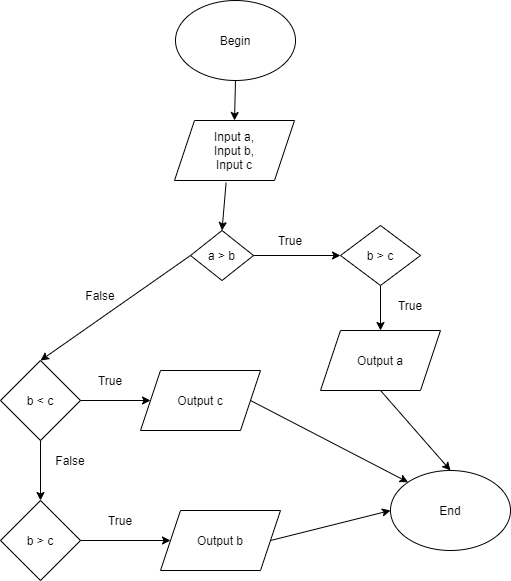 Begin
Input a,
Input b,
Input c
a > b
True
b > c
False
True
Output a
b < c
True
Output c
False
b > c
True
Output b
End